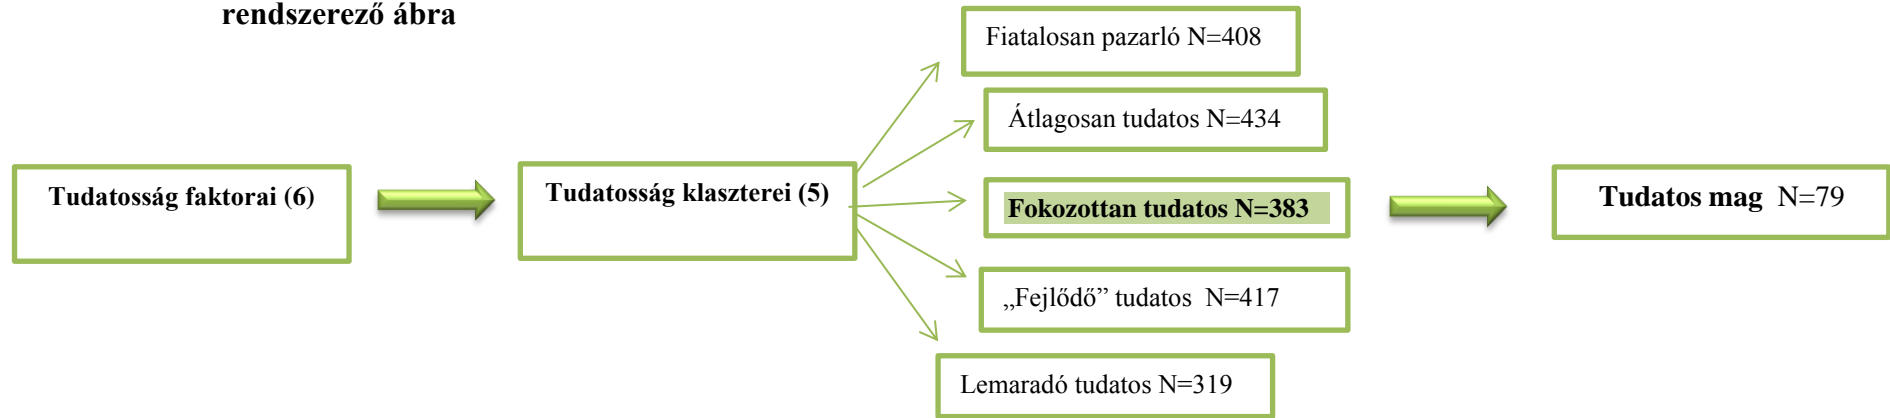 rendszerező ábra
Fiatalosan pazarló N=408
Átlagosan tudatos N=434
Tudatosság faktorai (6)
Tudatosság klaszterei (5)
Fokozottan tudatos N=383
Tudatos mag N=79
„Fejlődő” tudatos N=417
Lemaradó tudatos N=319